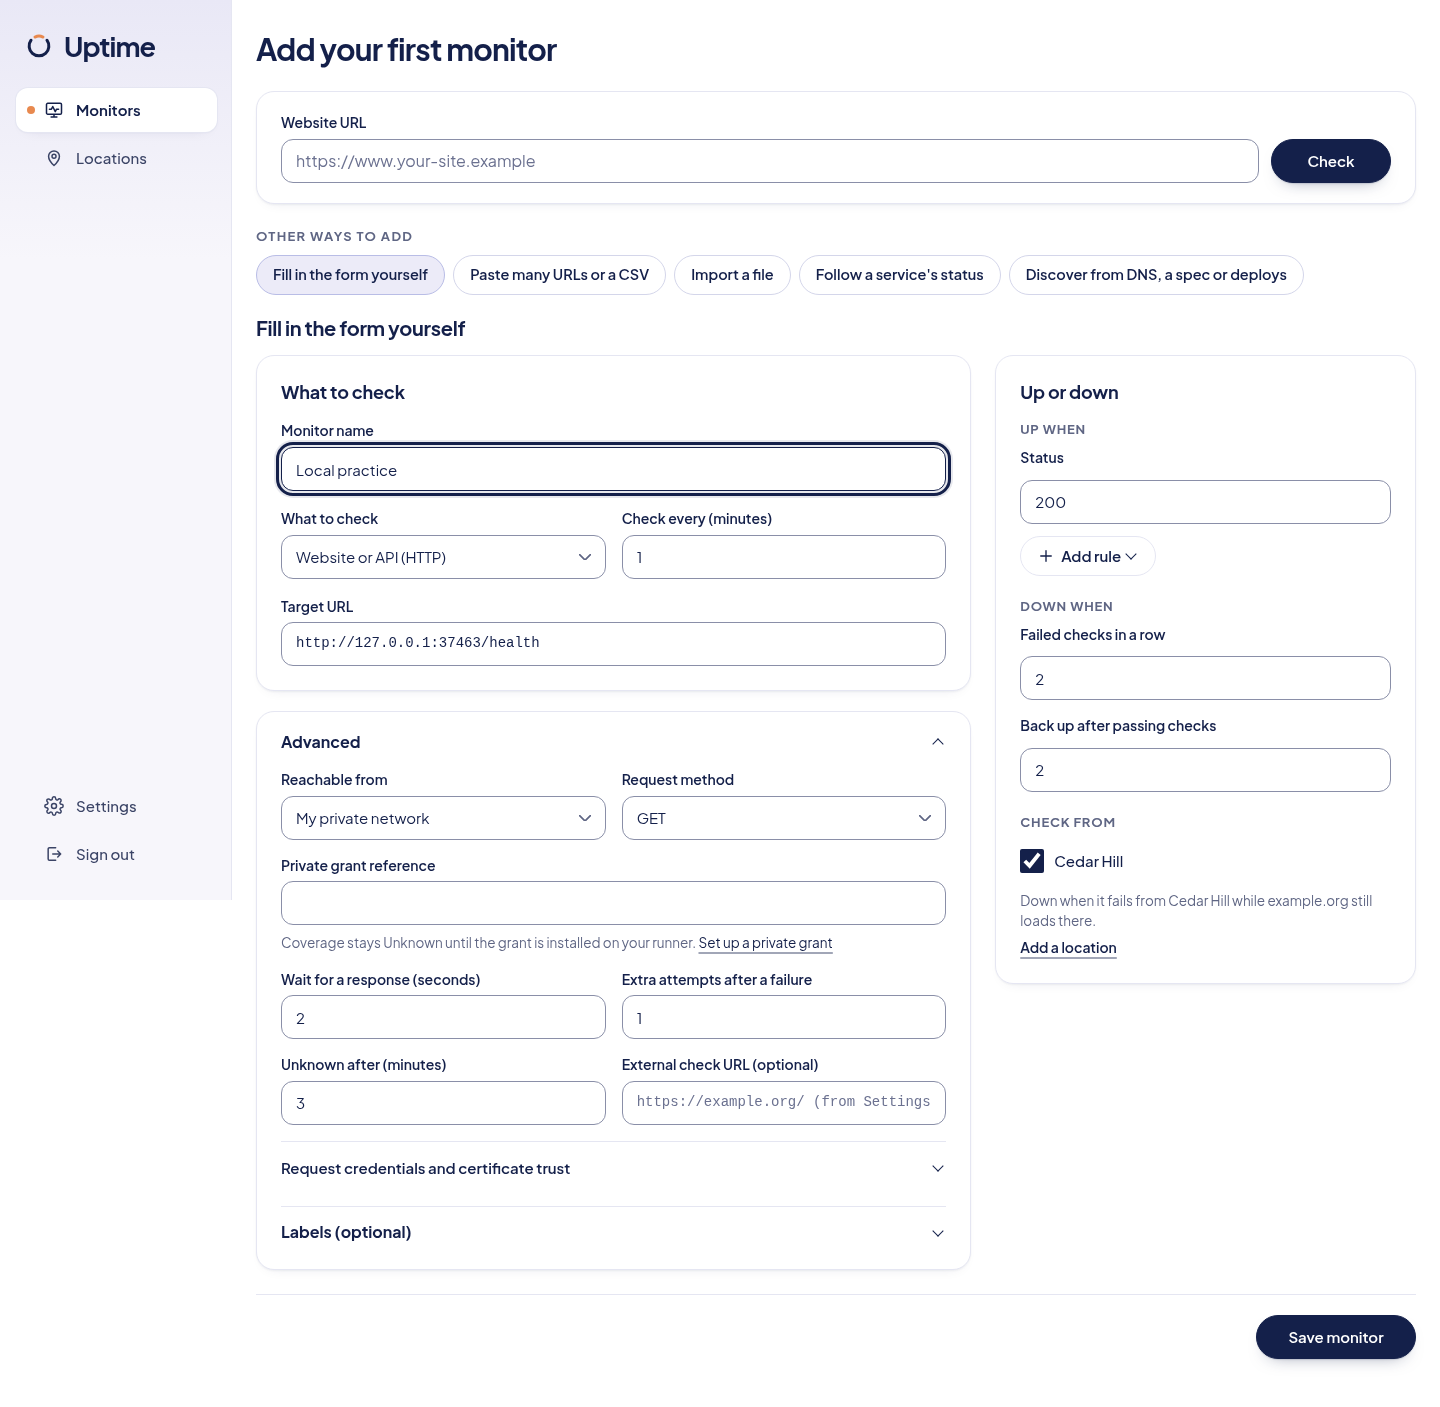 Uptime
Monitors
Locations
Settings
Sign out
Add your first monitor
Website URL
https://www.your-site.example
Check
OTHER WAYS TO ADD
Fill in the form yourself
Paste many URLs or a CSV
Import a file
Follow a service's status
Discover from DNS, a spec or deploys
Fill in the form yourself
What to check
Monitor name
Local practice
What to check
Check every (minutes)
Website or API (HTTP)
1
Target URL
http://127.0.0.1:37463/health
Advanced
Reachable from
Request method
My private network
GET
Private grant reference
Coverage stays Unknown until the grant is installed on your runner. Set up a private grant
Wait for a response (seconds)
Extra attempts after a failure
2
1
Unknown after (minutes)
External check URL (optional)
3
https://example.org/ (from Settings
Request credentials and certificate trust
Labels (optional)
Up or down
UP WHEN
Status
200
Add rule
DOWN WHEN
Failed checks in a row
2
Back up after passing checks
2
CHECK FROM
Cedar Hill
Down when it fails from Cedar Hill while example.org still
loads there.
Add a location
Save monitor